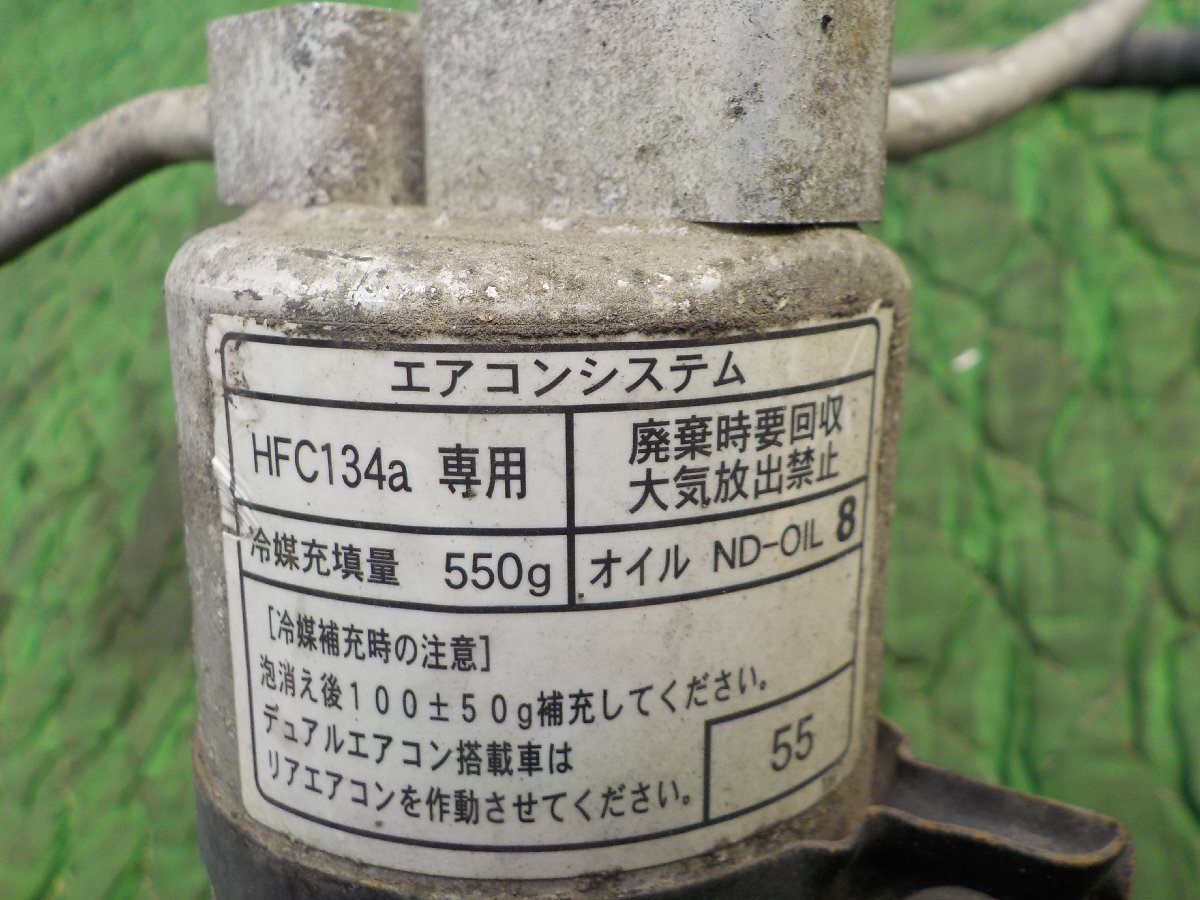 エアコンシステム
HFC134a 専用
廃棄時要回収
大気放出禁止
冷媒充填量 550g
オイル ND-OIL 8
[冷媒補充時の注意]
泡消え後100±50g補充してください。
デュアルエアコン搭載車は
リアエアコンを作動させてください。
55